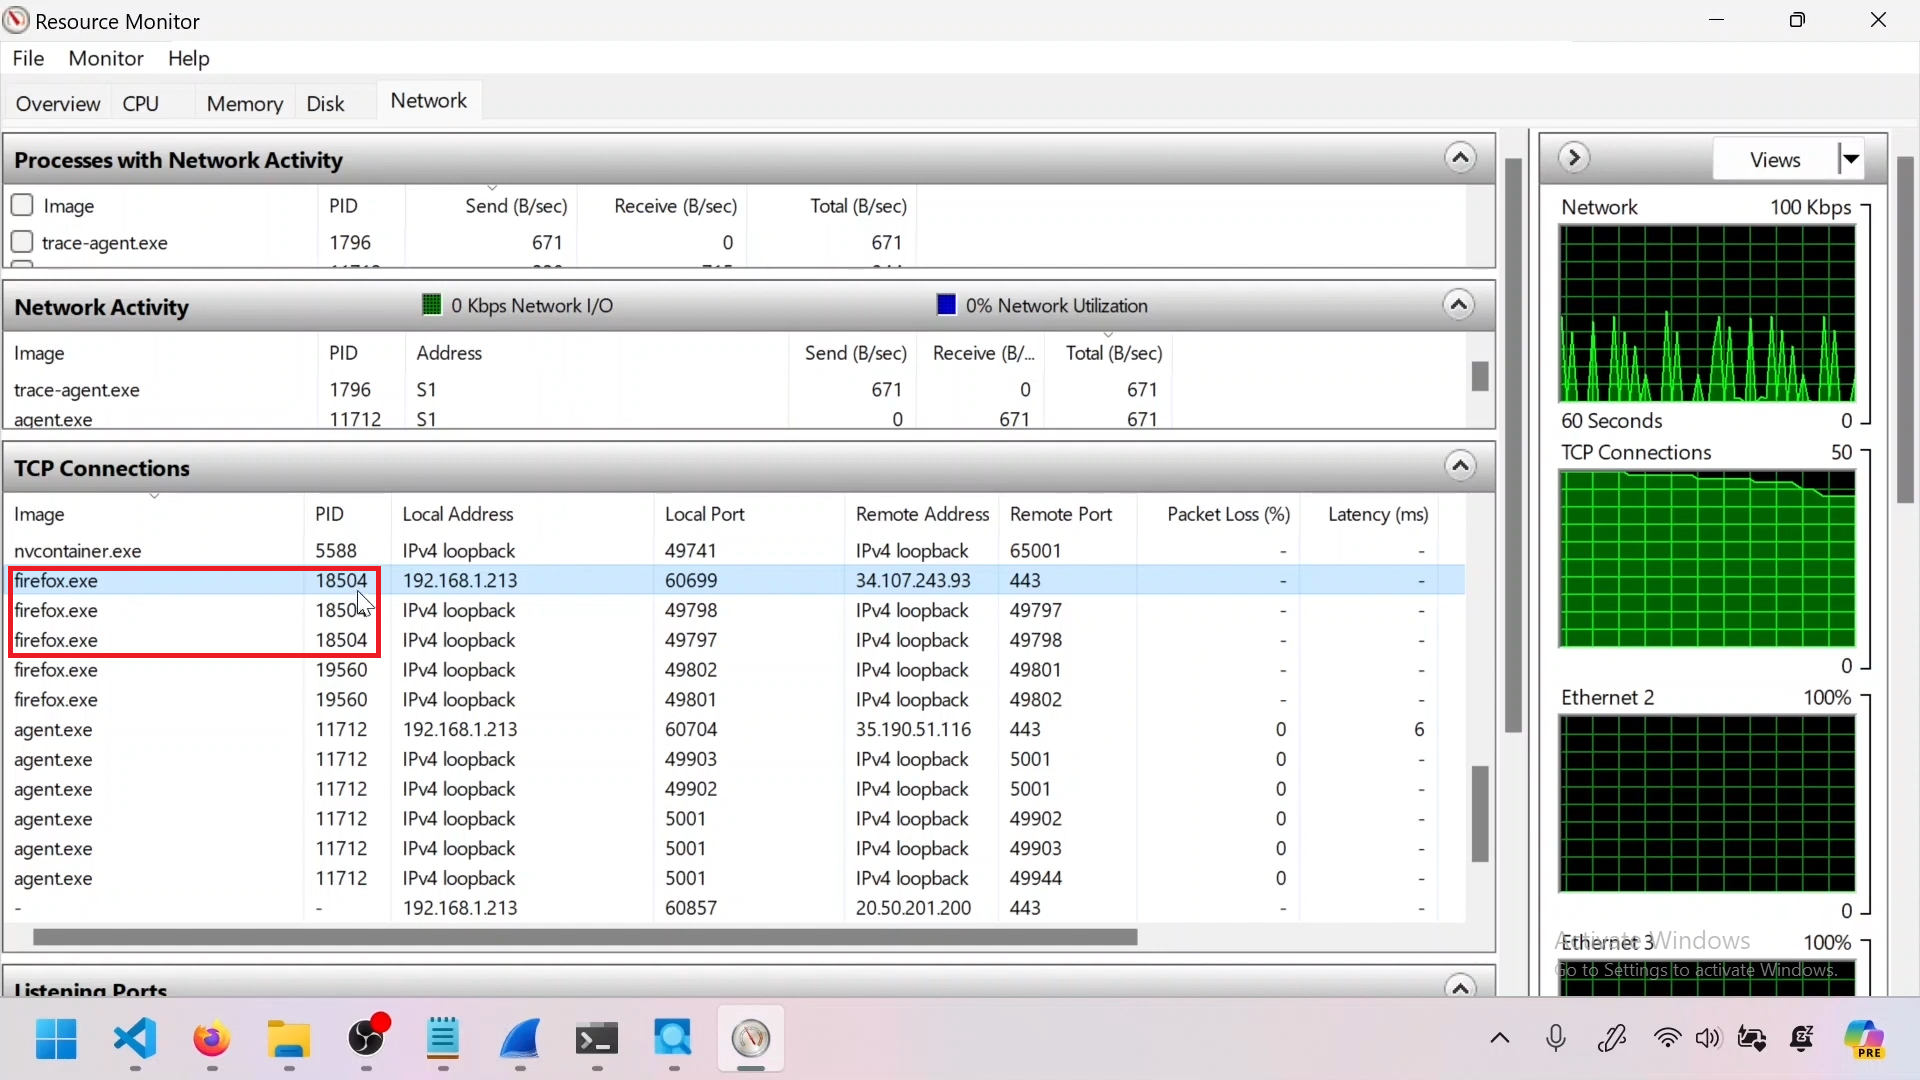 Resource Monitor
File Monitor Help
Overview CPU Memory Disk Network
Processes with Network Activity
Image PID Send (B/sec) Receive (B/sec) Total (B/sec)
trace-agent.exe 1796 671 0 671
Network Activity 0 Kbps Network I/O 0% Network Utilization
Image PID Address Send (B/sec) Receive (B/... Total (B/sec)
trace-agent.exe 1796 S1 671 0 671
agent.exe 11712 S1 0 671 671
TCP Connections
Image PID Local Address Local Port Remote Address Remote Port Packet Loss (%) Latency (ms)
nvcontainer.exe 5588 IPv4 loopback 49741 IPv4 loopback 65001 - -
firefox.exe 18504 192.168.1.213 60699 34.107.243.93 443 - -
firefox.exe 18504 IPv4 loopback 49798 IPv4 loopback 49797 - -
firefox.exe 18504 IPv4 loopback 49797 IPv4 loopback 49798 - -
firefox.exe 19560 IPv4 loopback 49802 IPv4 loopback 49801 - -
firefox.exe 19560 IPv4 loopback 49801 IPv4 loopback 49802 - -
agent.exe 11712 192.168.1.213 60704 35.190.51.116 443 0 6
agent.exe 11712 IPv4 loopback 49903 IPv4 loopback 5001 0 -
agent.exe 11712 IPv4 loopback 49902 IPv4 loopback 5001 0 -
agent.exe 11712 IPv4 loopback 5001 IPv4 loopback 49902 0 -
agent.exe 11712 IPv4 loopback 5001 IPv4 loopback 49903 0 -
agent.exe 11712 IPv4 loopback 5001 IPv4 loopback 49944 0 -
- - 192.168.1.213 60857 20.50.201.200 443 - -
Listening Ports
Views
Network 100 Kbps
60 Seconds 0
TCP Connections 50
0
Ethernet 2 100%
0
Ethernet 3 100%
Activate Windows
Go to Settings to activate Windows.
PRE